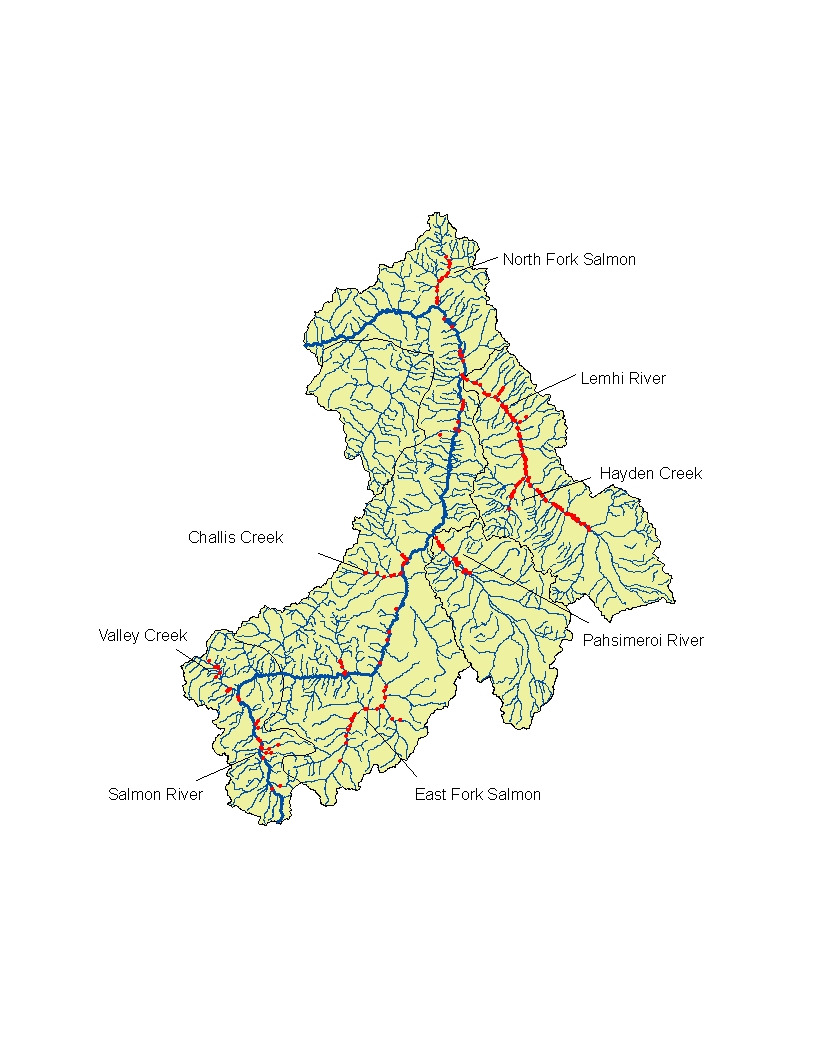 North Fork Salmon
Lemhi River
Hayden Creek
Challis Creek
Valley Creek
Pahsimeroi River
Salmon River
East Fork Salmon